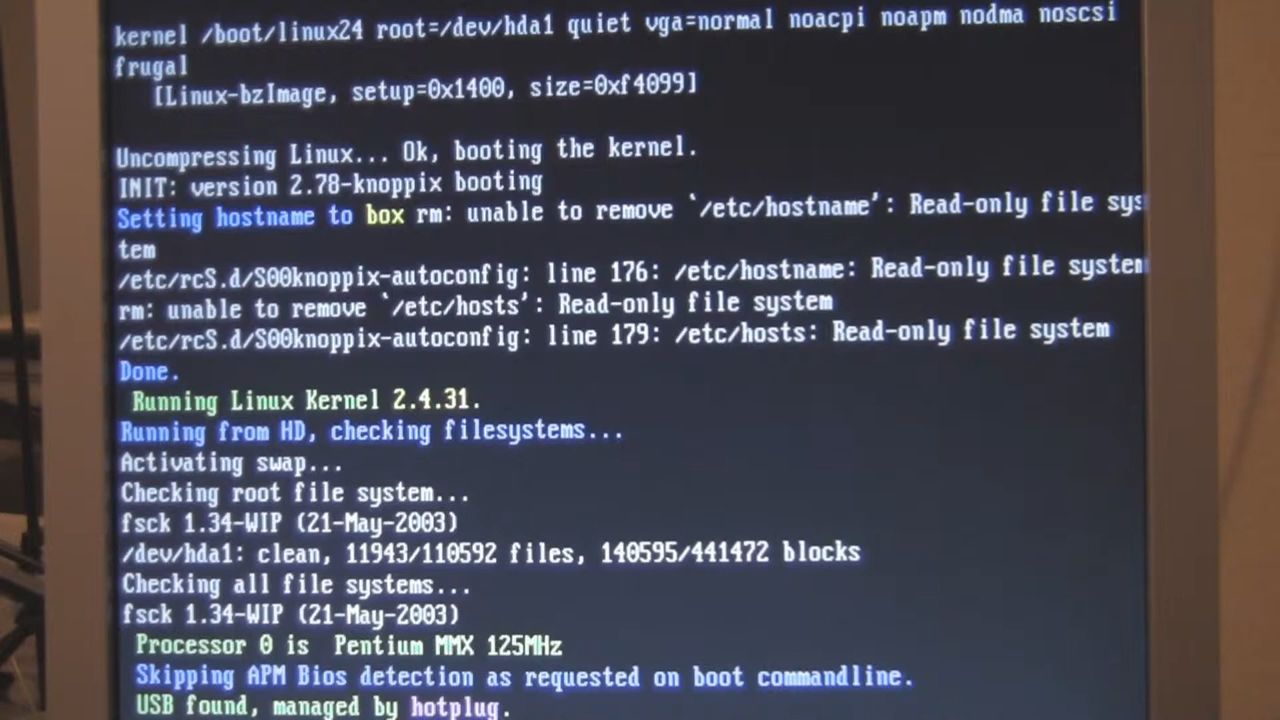 kernel /boot/linux24 root=/dev/hda1 quiet vga=normal noacpi noapm nodma noscsi
frugal
[Linux-bzImage, setup=0x1400, size=0xf4099]
Uncompressing Linux... Ok, booting the kernel.
INIT: version 2.78-knoppix booting
Setting hostname to box rm: unable to remove `/etc/hostname': Read-only file sys
tem
/etc/rcS.d/S00knoppix-autoconfig: line 176: /etc/hostname: Read-only file system
rm: unable to remove `/etc/hosts': Read-only file system
/etc/rcS.d/S00knoppix-autoconfig: line 179: /etc/hosts: Read-only file system
Done.
Running Linux Kernel 2.4.31.
Running from HD, checking filesystems...
Activating swap...
Checking root file system...
fsck 1.34-WIP (21-May-2003)
/dev/hda1: clean, 11943/110592 files, 140595/441472 blocks
Checking all file systems...
fsck 1.34-WIP (21-May-2003)
Processor 0 is  Pentium MMX 125MHz
Skipping APM Bios detection as requested on boot commandline.
USB found, managed by hotplug.